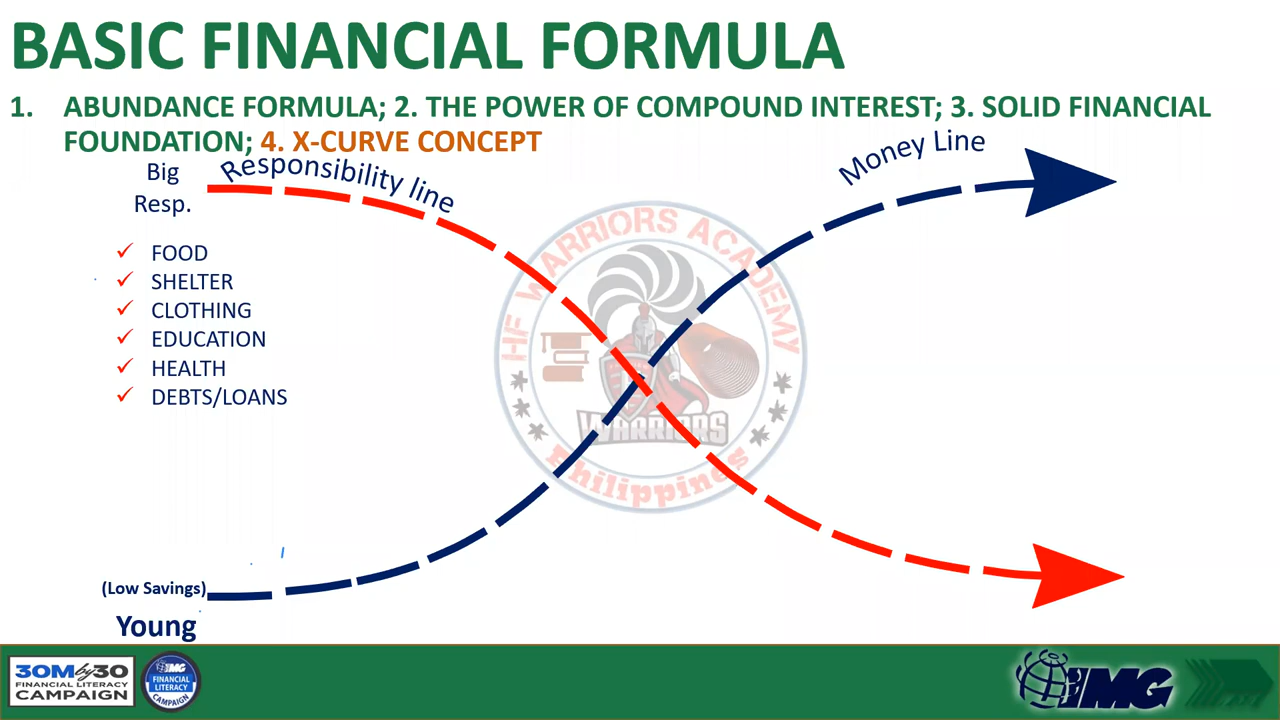 BASIC FINANCIAL FORMULA
1. ABUNDANCE FORMULA; 2. THE POWER OF COMPOUND INTEREST; 3. SOLID FINANCIAL
FOUNDATION; 4. X-CURVE CONCEPT
Big
Resp.
Responsibility line
Money Line
✓ FOOD
✓ SHELTER
✓ CLOTHING
✓ EDUCATION
✓ HEALTH
✓ DEBTS/LOANS
HF WARRIORS ACADEMY
WARRIORS
Philippines
(Low Savings)
Young
30M by 30
FINANCIAL LITERACY
CAMPAIGN
IMG
FINANCIAL
LITERACY
CAMPAIGN
IMG